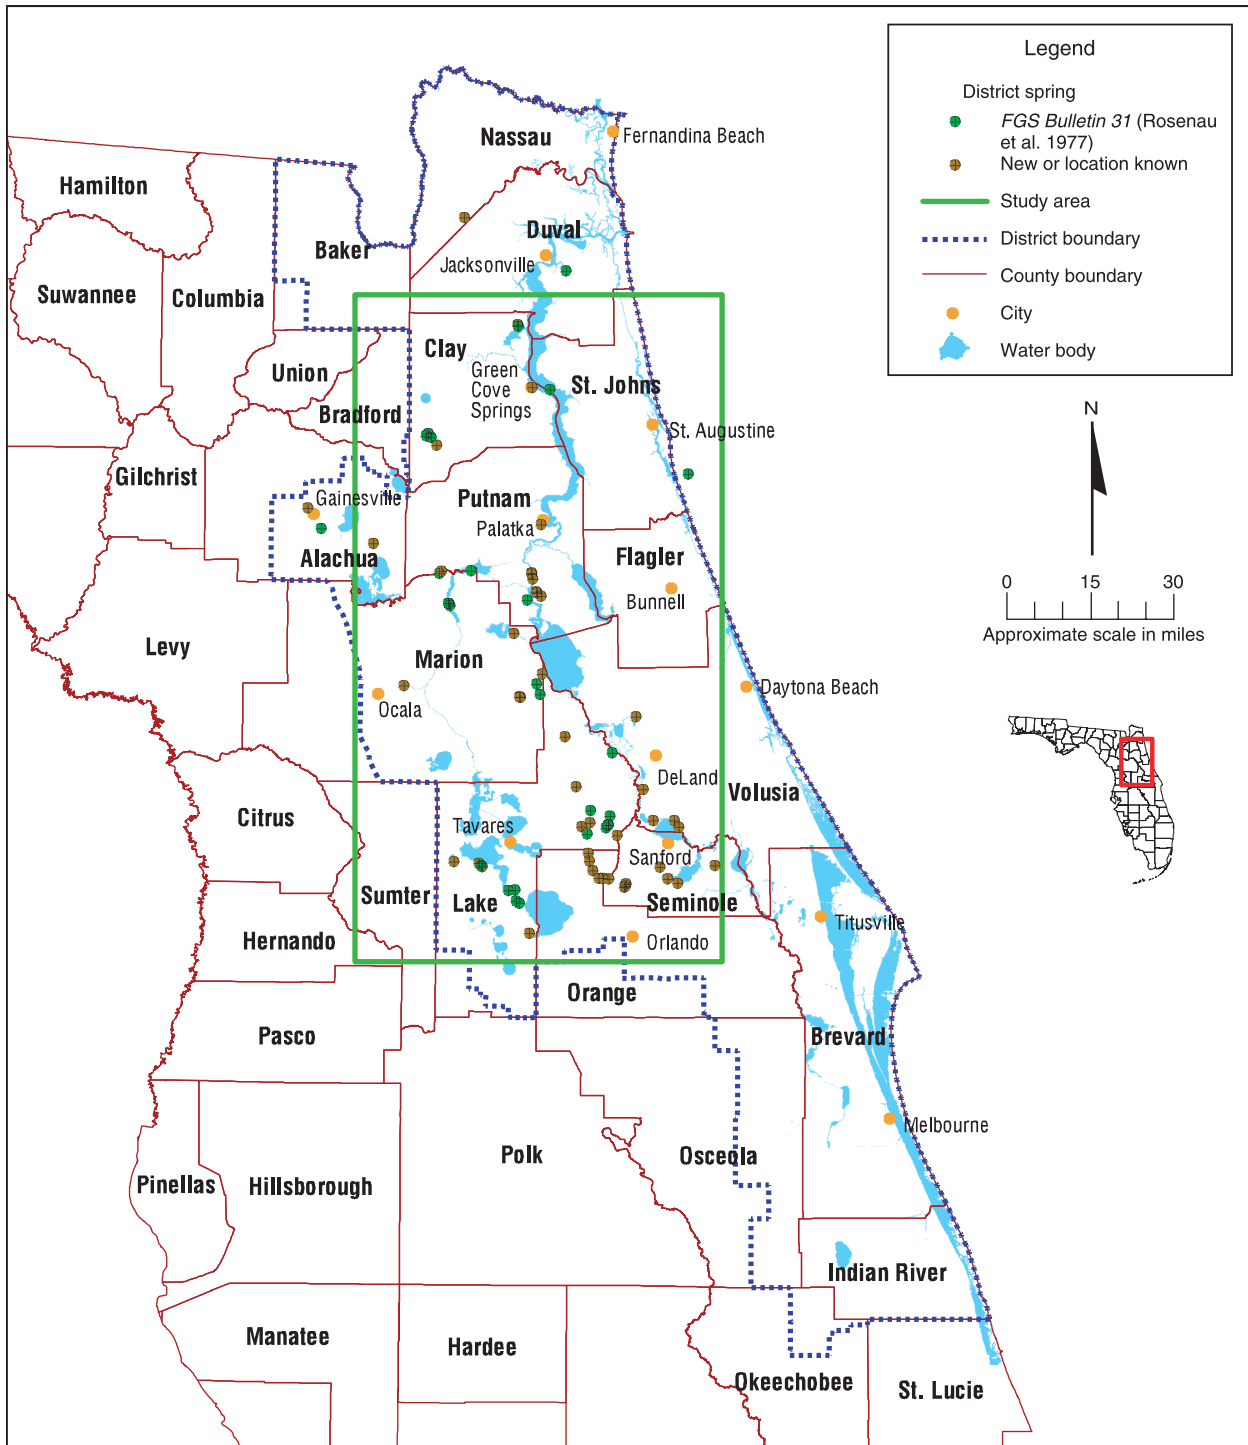 Legend
District spring
FGS Bulletin 31 (Rosenau
et al. 1977)
New or location known
Study area
District boundary
County boundary
City
Water body
N
0 15 30
Approximate scale in miles
Nassau
Fernandina Beach
Hamilton
Duval
Baker
Jacksonville
Suwannee
Columbia
Clay
Union
Green
Cove
Springs
St. Johns
Bradford
St. Augustine
Gilchrist
Gainesville
Putnam
Palatka
Alachua
Flagler
Bunnell
Levy
Marion
Ocala
Daytona Beach
DeLand
Volusia
Citrus
Tavares
Sanford
Sumter
Lake
Seminole
Titusville
Hernando
Orlando
Orange
Pasco
Brevard
Melbourne
Polk
Osceola
Pinellas
Hillsborough
Indian River
Manatee
Hardee
Okeechobee
St. Lucie